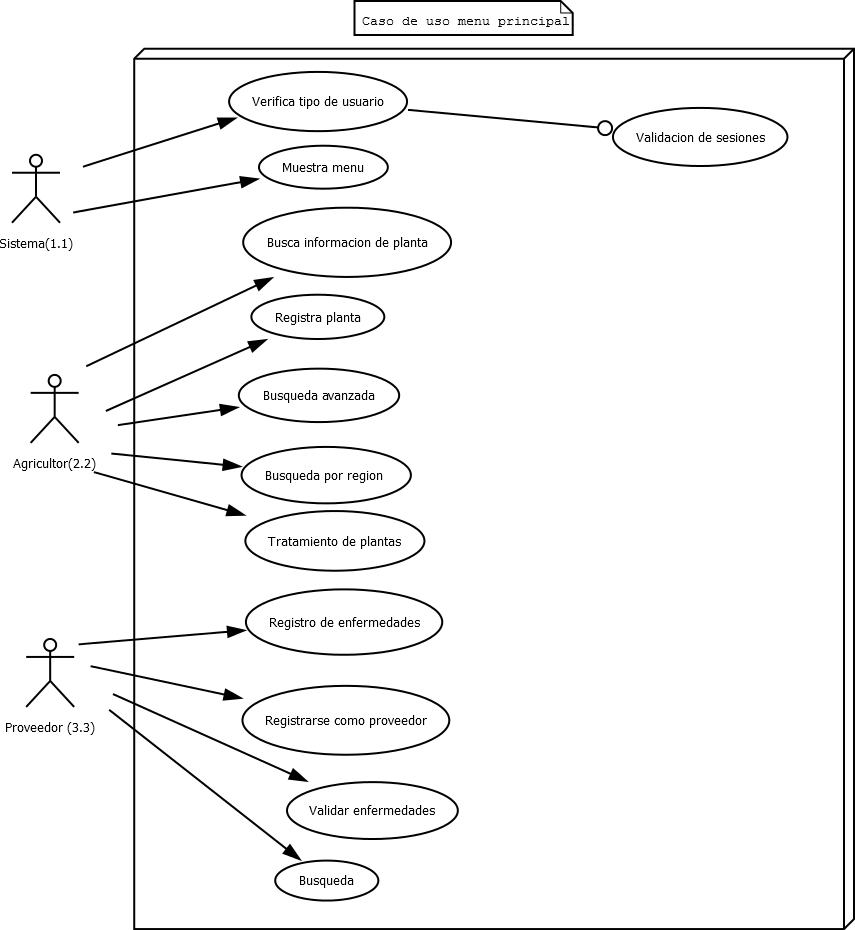 Caso de uso menu principal
Verifica tipo de usuario
Validacion de sesiones
Muestra menu
Sistema(1.1)
Busca informacion de planta
Registra planta
Busqueda avanzada
Agricultor(2.2)
Busqueda por region
Tratamiento de plantas
Registro de enfermedades
Registrarse como proveedor
Proveedor (3.3)
Validar enfermedades
Busqueda